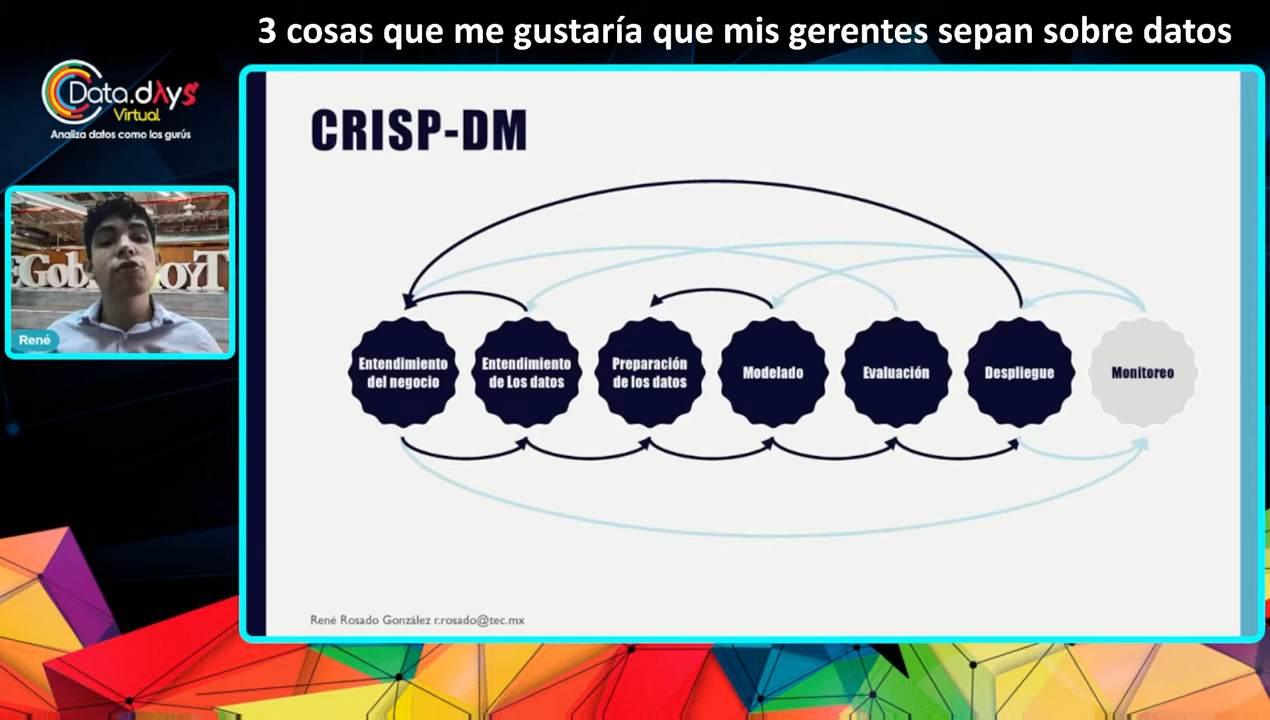 3 cosas que me gustaría que mis gerentes sepan sobre datos
Data.dAys
Virtual
Analiza datos como los gurús
René
CRISP-DM
Entendimiento
del negocio
Entendimiento
de Los datos
Preparación
de los datos
Modelado
Evaluación
Despliegue
Monitoreo
René Rosado González r.rosado@tec.mx